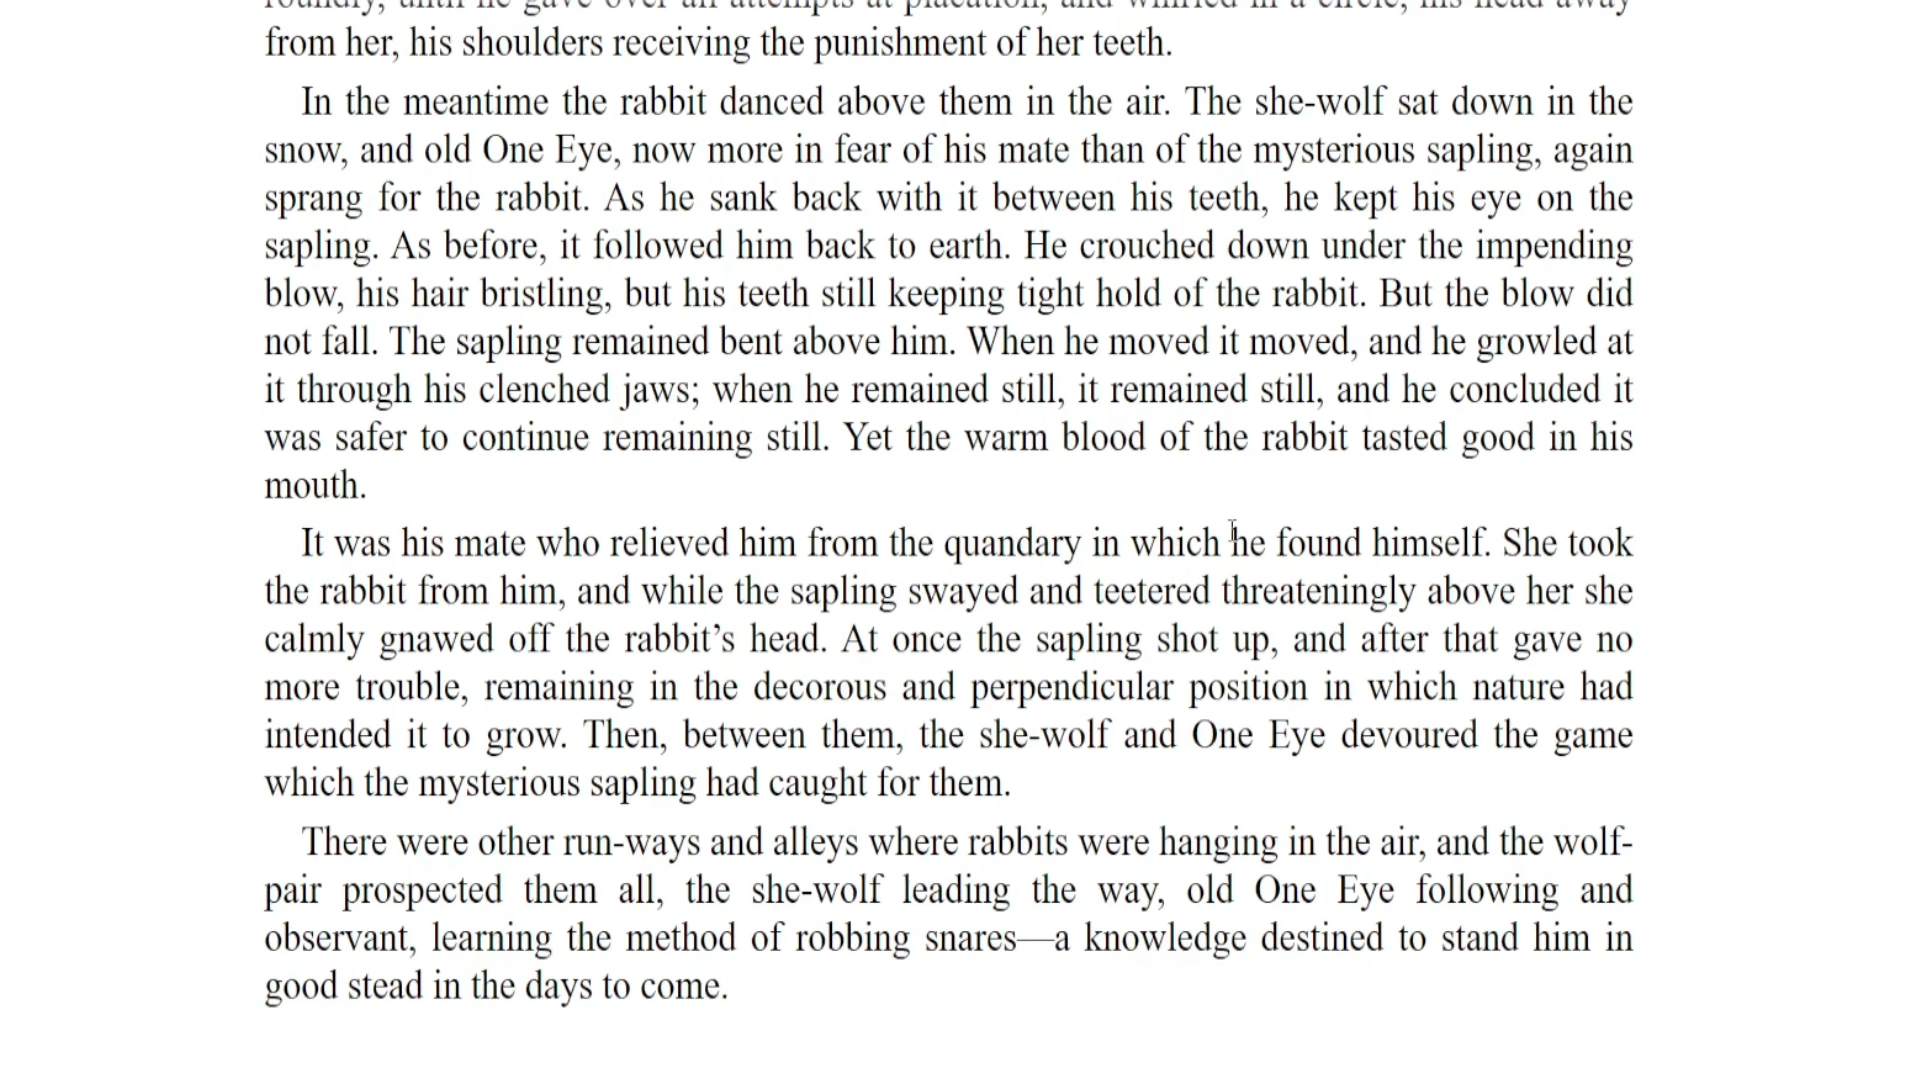 from her, his shoulders receiving the punishment of her teeth.
In the meantime the rabbit danced above them in the air. The she-wolf sat down in the
snow, and old One Eye, now more in fear of his mate than of the mysterious sapling, again
sprang for the rabbit. As he sank back with it between his teeth, he kept his eye on the
sapling. As before, it followed him back to earth. He crouched down under the impending
blow, his hair bristling, but his teeth still keeping tight hold of the rabbit. But the blow did
not fall. The sapling remained bent above him. When he moved it moved, and he growled at
it through his clenched jaws; when he remained still, it remained still, and he concluded it
was safer to continue remaining still. Yet the warm blood of the rabbit tasted good in his
mouth.
It was his mate who relieved him from the quandary in which he found himself. She took
the rabbit from him, and while the sapling swayed and teetered threateningly above her she
calmly gnawed off the rabbit’s head. At once the sapling shot up, and after that gave no
more trouble, remaining in the decorous and perpendicular position in which nature had
intended it to grow. Then, between them, the she-wolf and One Eye devoured the game
which the mysterious sapling had caught for them.
There were other run-ways and alleys where rabbits were hanging in the air, and the wolf-
pair prospected them all, the she-wolf leading the way, old One Eye following and
observant, learning the method of robbing snares—a knowledge destined to stand him in
good stead in the days to come.